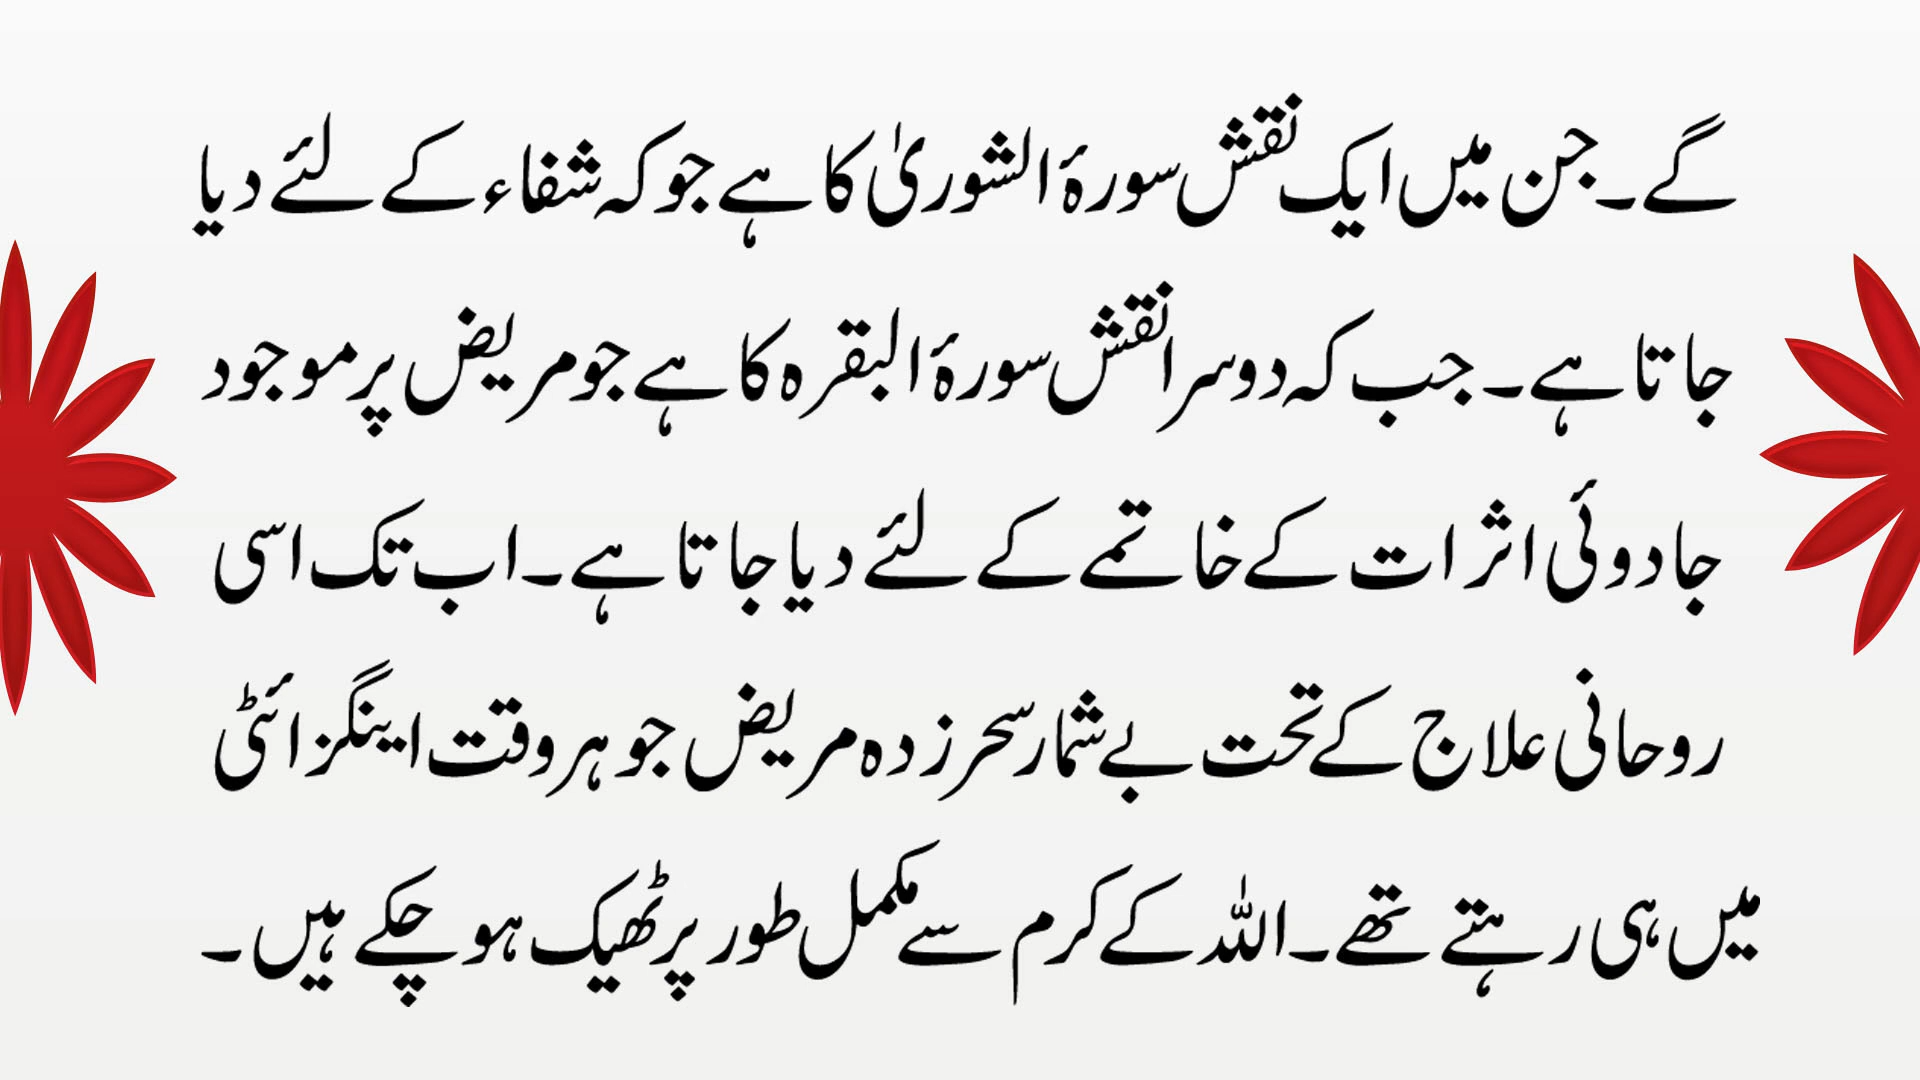 گے۔ جن میں ایک نقش سورۂ الشوریٰ کا ہے جو کہ شفاء کے لئے دیا
جاتا ہے۔ جب کہ دوسرا نقش سورۂ البقرہ کا ہے جو مریض پر موجود
جادوئی اثرات کے خاتمے کے لئے دیا جاتا ہے۔ اب تک اسی
روحانی علاج کے تحت بے شمار سحر زدہ مریض جو ہر وقت اینگزائٹی
میں ہی رہتے تھے۔ اللہ کے کرم سے مکمل طور پر ٹھیک ہو چکے ہیں۔